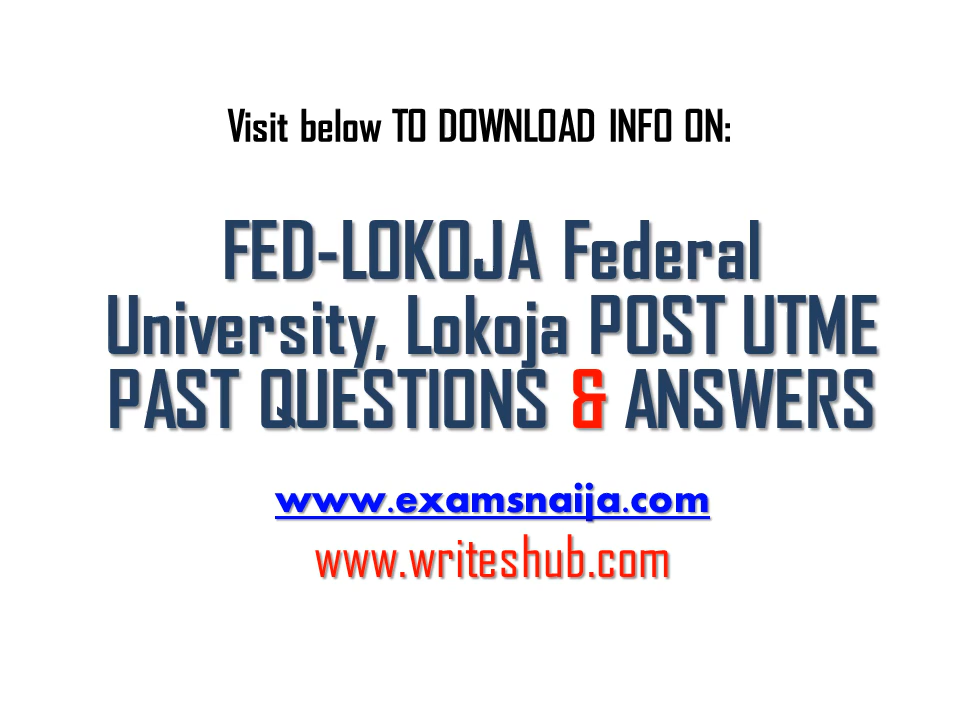 Visit below TO DOWNLOAD INFO ON:
FED-LOKOJA Federal
University, Lokoja POST UTME
PAST QUESTIONS & ANSWERS
www.examsnaija.com
www.writeshub.com